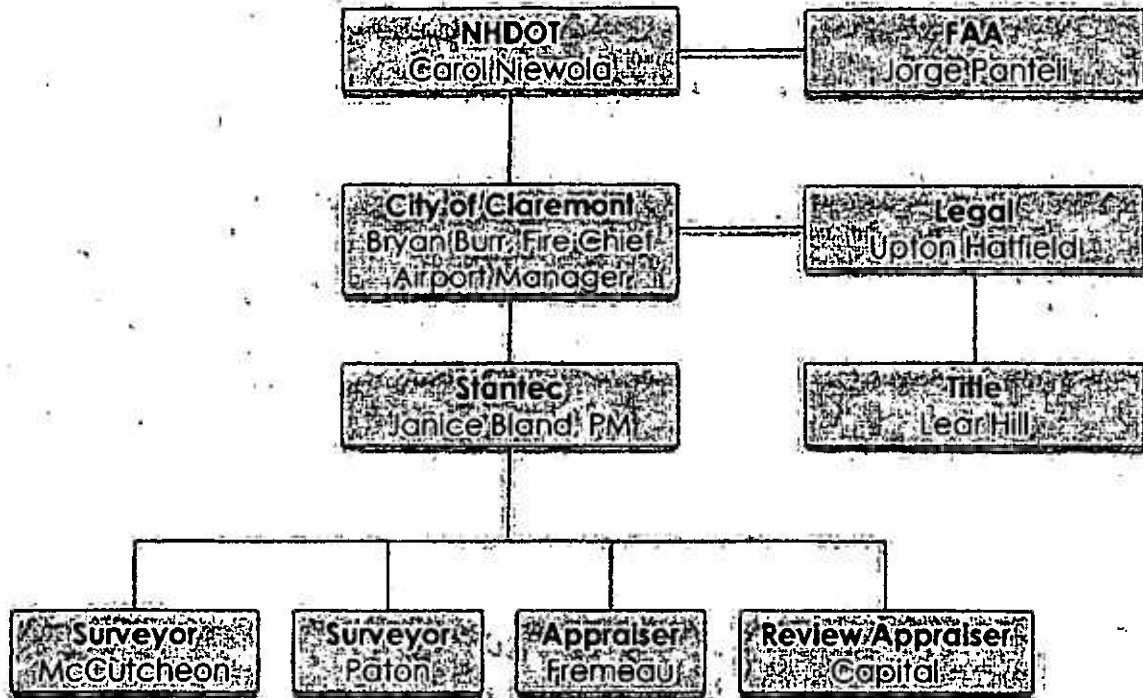 NHDOT
Carol Niewola
FAA
Jorge Panteli
City of Claremont
Bryan Burr, Fire Chief
Airport Manager
Legal
Upton Hatfield
Stantec
Janice Bland, PM
Title
Lear Hill
Surveyor
McCutcheon
Surveyor
Paton
Appraiser
Fremeau
Review Appraiser
Capital